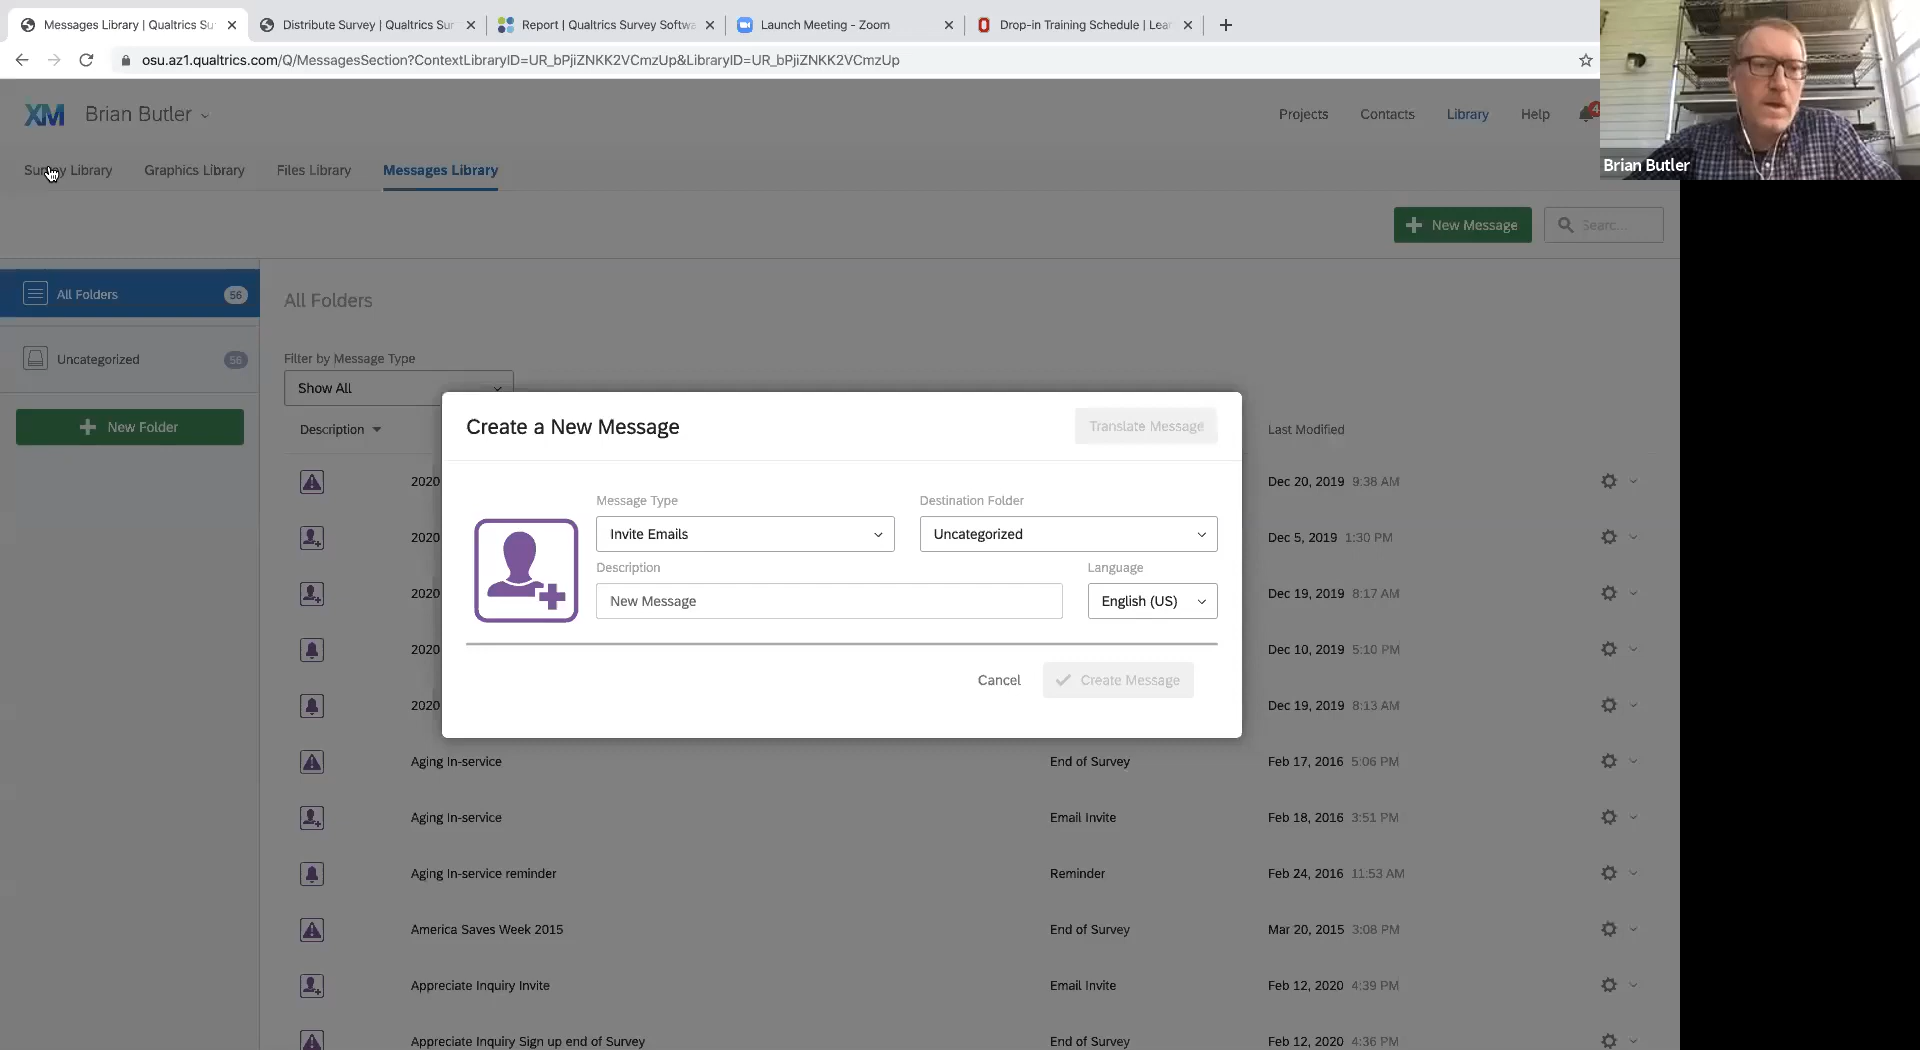 Messages Library | Qualtrics Su
Distribute Survey | Qualtrics Sur
Report | Qualtrics Survey Softwa
Launch Meeting - Zoom
Drop-in Training Schedule | Lear
osu.az1.qualtrics.com/Q/MessagesSection?ContextLibraryID=UR_bPjiZNKK2VCmzUp&LibraryID=UR_bPjiZNKK2VCmzUp
XM Brian Butler
Projects Contacts Library Help 4
Brian Butler
Survey Library Graphics Library Files Library Messages Library
New Message Searc...
All Folders 56
All Folders
Uncategorized 56
Filter by Message Type
Show All
New Folder
Description Last Modified
Create a New Message Translate Message
Message Type Destination Folder
Invite Emails Uncategorized
Description Language
New Message English (US)
Cancel Create Message
2020 Dec 20, 2019 9:38 AM
2020 Dec 5, 2019 1:30 PM
2020 Dec 19, 2019 8:17 AM
2020 Dec 10, 2019 5:10 PM
2020 Dec 19, 2019 8:13 AM
Aging In-service End of Survey Feb 17, 2016 5:06 PM
Aging In-service Email Invite Feb 18, 2016 3:51 PM
Aging In-service reminder Reminder Feb 24, 2016 11:53 AM
America Saves Week 2015 End of Survey Mar 20, 2015 3:08 PM
Appreciate Inquiry Invite Email Invite Feb 12, 2020 4:39 PM
Appreciate Inquiry Sign up end of Survey End of Survey Feb 12, 2020 4:36 PM